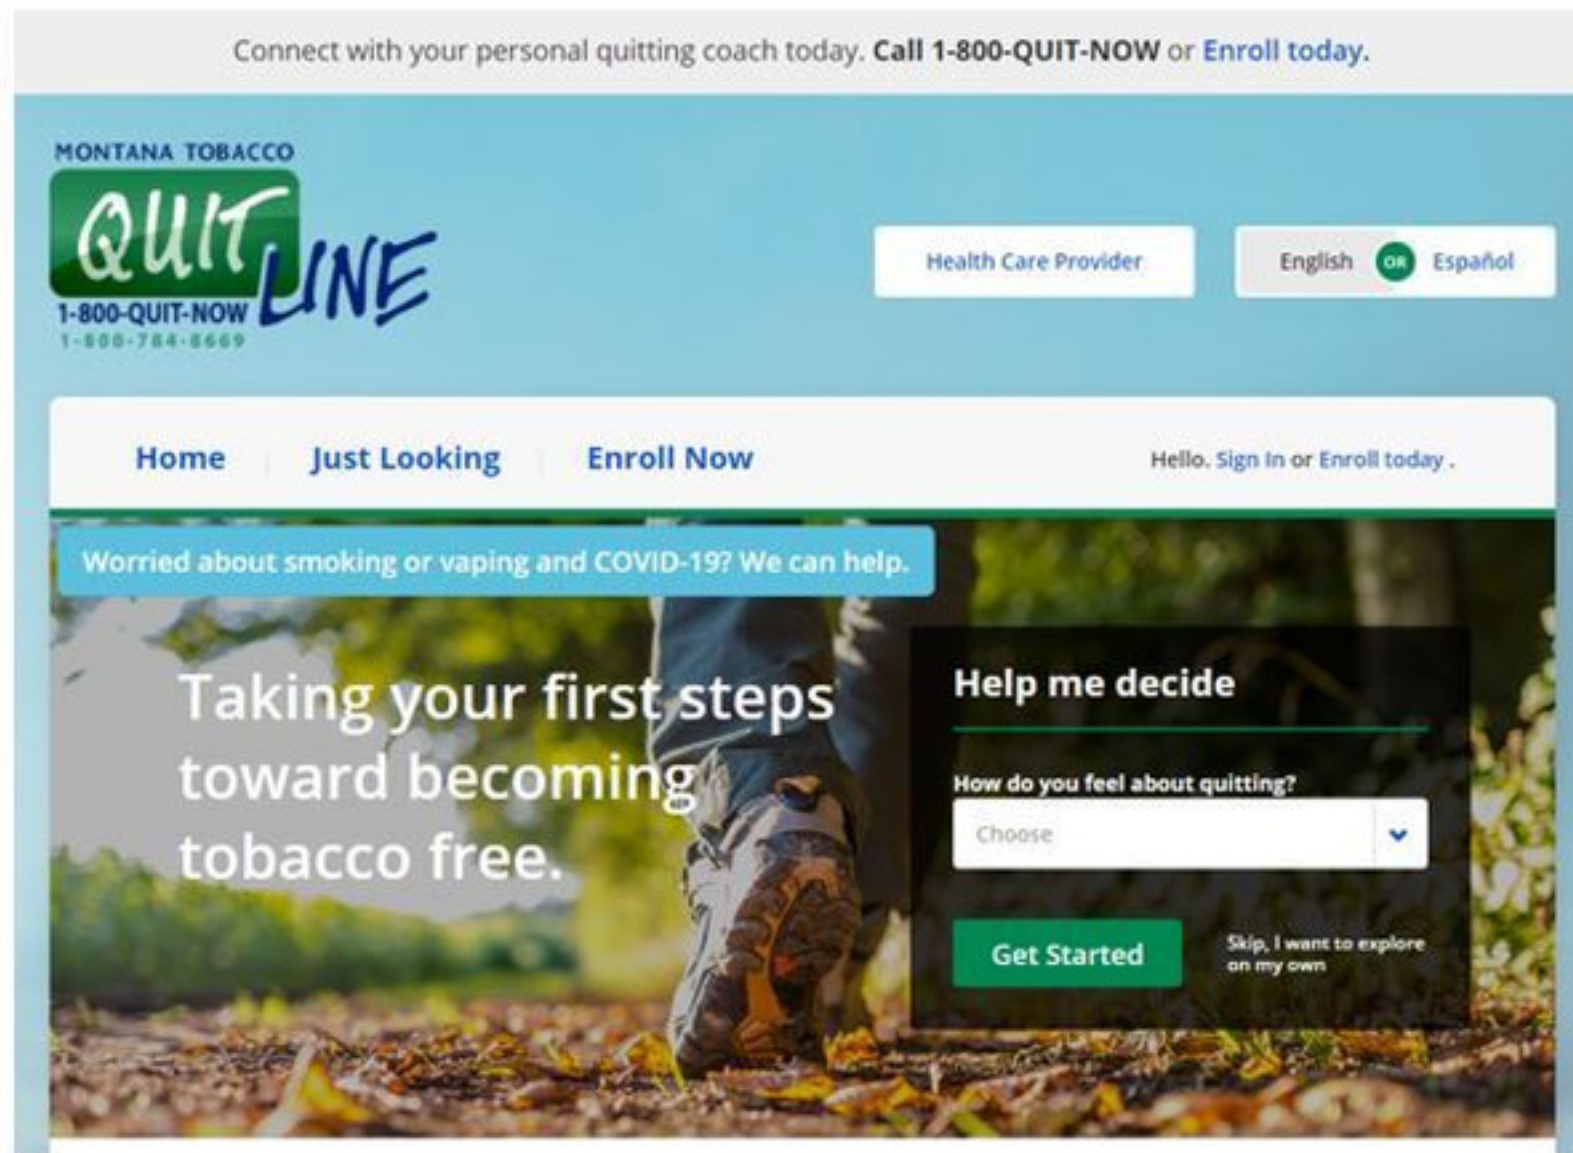 Connect with your personal quitting coach today. Call 1-800-QUIT-NOW or Enroll today.
MONTANA TOBACCO
QUIT
LINE
1-800-QUIT-NOW
1-800-784-8669
Health Care Provider
English OR Español
Home Just Looking Enroll Now
Hello. Sign In or Enroll today .
Worried about smoking or vaping and COVID-19? We can help.
Taking your first steps
toward becoming
tobacco free.
Help me decide
How do you feel about quitting?
Choose
Get Started
Skip, I want to explore
on my own